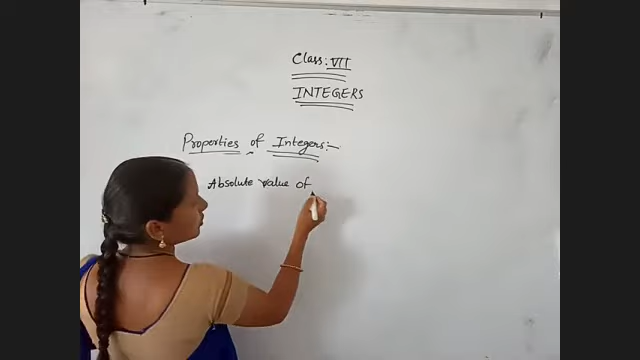 Class: VII
INTEGERS
Properties of Integers:-
Absolute value of